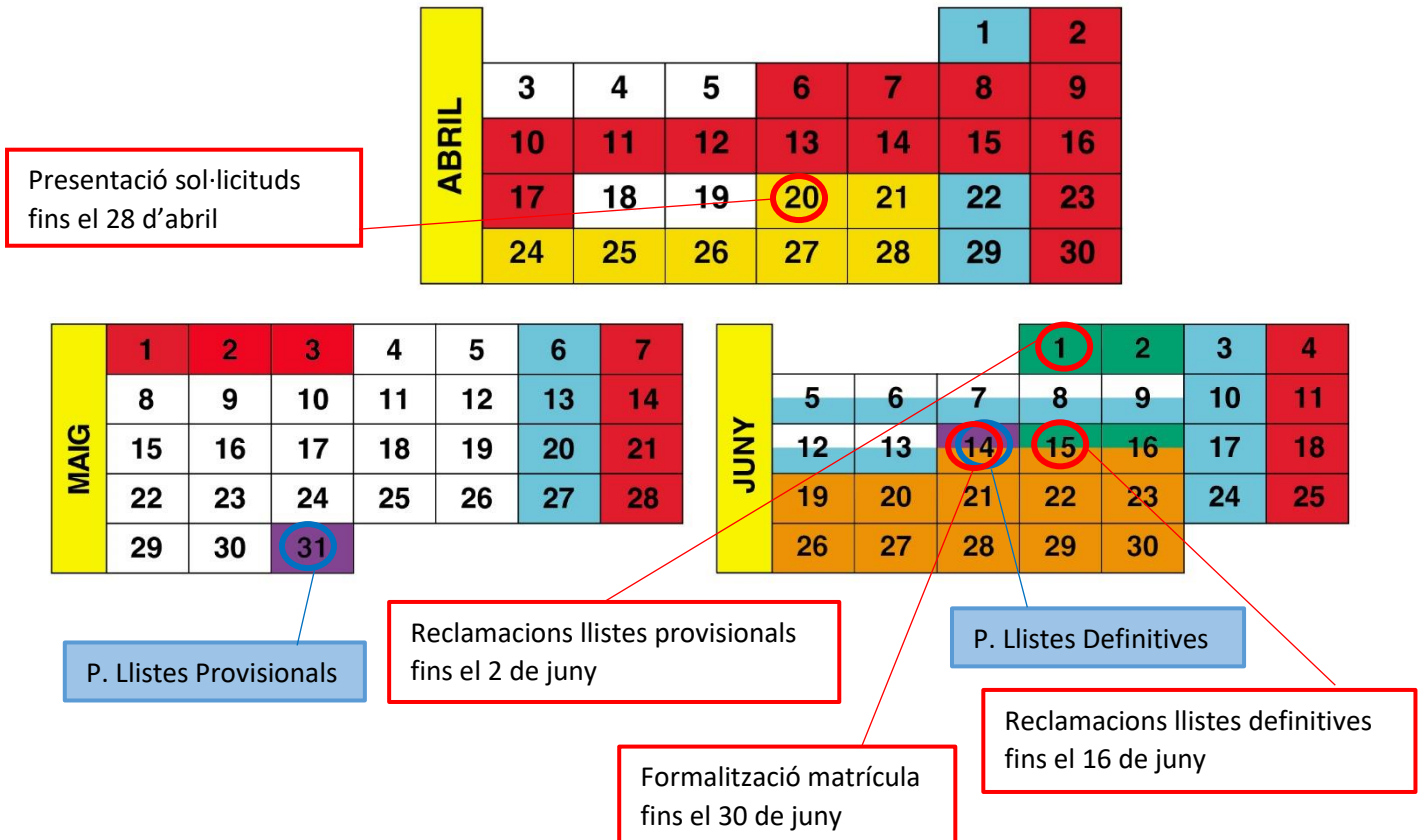 ABRIL
1 2
3 4 5 6 7 8 9
10 11 12 13 14 15 16
17 18 19 20 21 22 23
24 25 26 27 28 29 30
Presentació sol·licituds
fins el 28 d’abril
MAIG
1 2 3 4 5 6 7
8 9 10 11 12 13 14
15 16 17 18 19 20 21
22 23 24 25 26 27 28
29 30 31
JUNY
1 2 3 4
5 6 7 8 9 10 11
12 13 14 15 16 17 18
19 20 21 22 23 24 25
26 27 28 29 30
P. Llistes Provisionals
Reclamacions llistes provisionals
fins el 2 de juny
P. Llistes Definitives
Reclamacions llistes definitives
fins el 16 de juny
Formalització matrícula
fins el 30 de juny